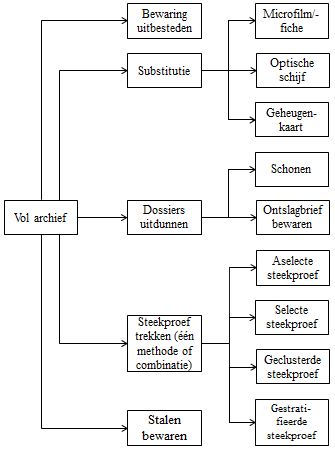 Bewaring
uitbesteden
Microfilm/-
fiche
Substitutie
Optische
schijf
Geheugen-
kaart
Schonen
Vol archief
Dossiers
uitdunnen
Ontslagbrief
bewaren
Aselecte
steekproef
Steekproef
trekken (één
methode of
combinatie)
Selecte
steekproef
Geclusterde
steekproef
Gestrati-
fieerde
steekproef
Stalen
bewaren